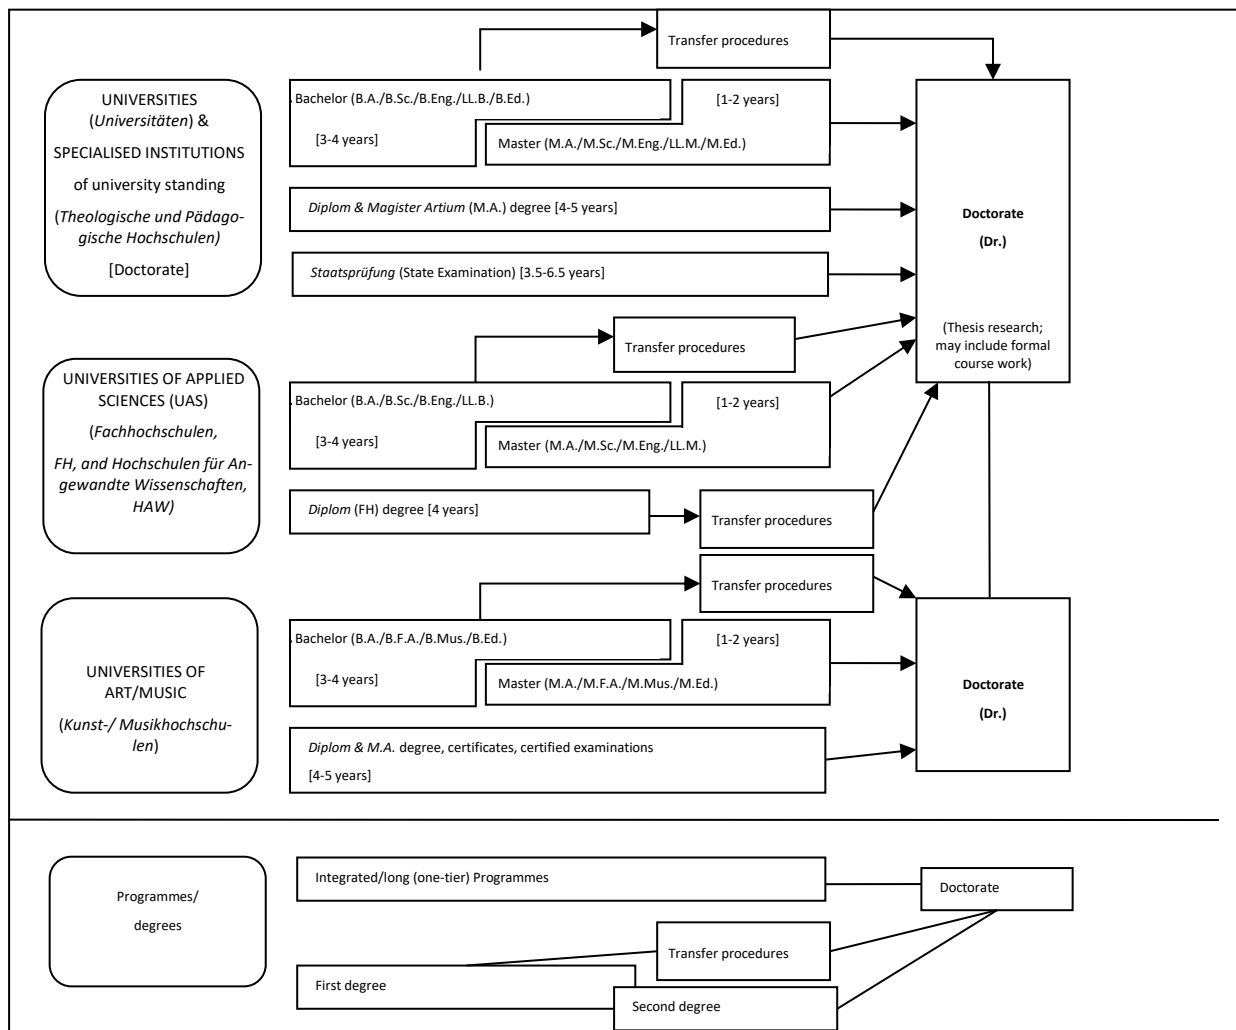 Transfer procedures
UNIVERSITIES
(Universitäten) &
SPECIALISED INSTITUTIONS
of university standing
(Theologische und Pädago-
gische Hochschulen)
[Doctorate]
Bachelor (B.A./B.Sc./B.Eng./LL.B./B.Ed.)
[3-4 years]
[1-2 years]
Master (M.A./M.Sc./M.Eng./LL.M./M.Ed.)
Diplom & Magister Artium (M.A.) degree [4-5 years]
Staatsprüfung (State Examination) [3.5-6.5 years]
Doctorate
(Dr.)
(Thesis research;
may include formal
course work)
UNIVERSITIES OF APPLIED
SCIENCES (UAS)
(Fachhochschulen,
FH, and Hochschulen für An-
gewandte Wissenschaften,
HAW)
Transfer procedures
Bachelor (B.A./B.Sc./B.Eng./LL.B.)
[3-4 years]
[1-2 years]
Master (M.A./M.Sc./M.Eng./LL.M.)
Diplom (FH) degree [4 years]
Transfer procedures
Transfer procedures
UNIVERSITIES OF
ART/MUSIC
(Kunst-/ Musikhochschu-
len)
Bachelor (B.A./B.F.A./B.Mus./B.Ed.)
[3-4 years]
[1-2 years]
Master (M.A./M.F.A./M.Mus./M.Ed.)
Diplom & M.A. degree, certificates, certified examinations
[4-5 years]
Doctorate
(Dr.)
Programmes/
degrees
Integrated/long (one-tier) Programmes
Doctorate
Transfer procedures
First degree
Second degree